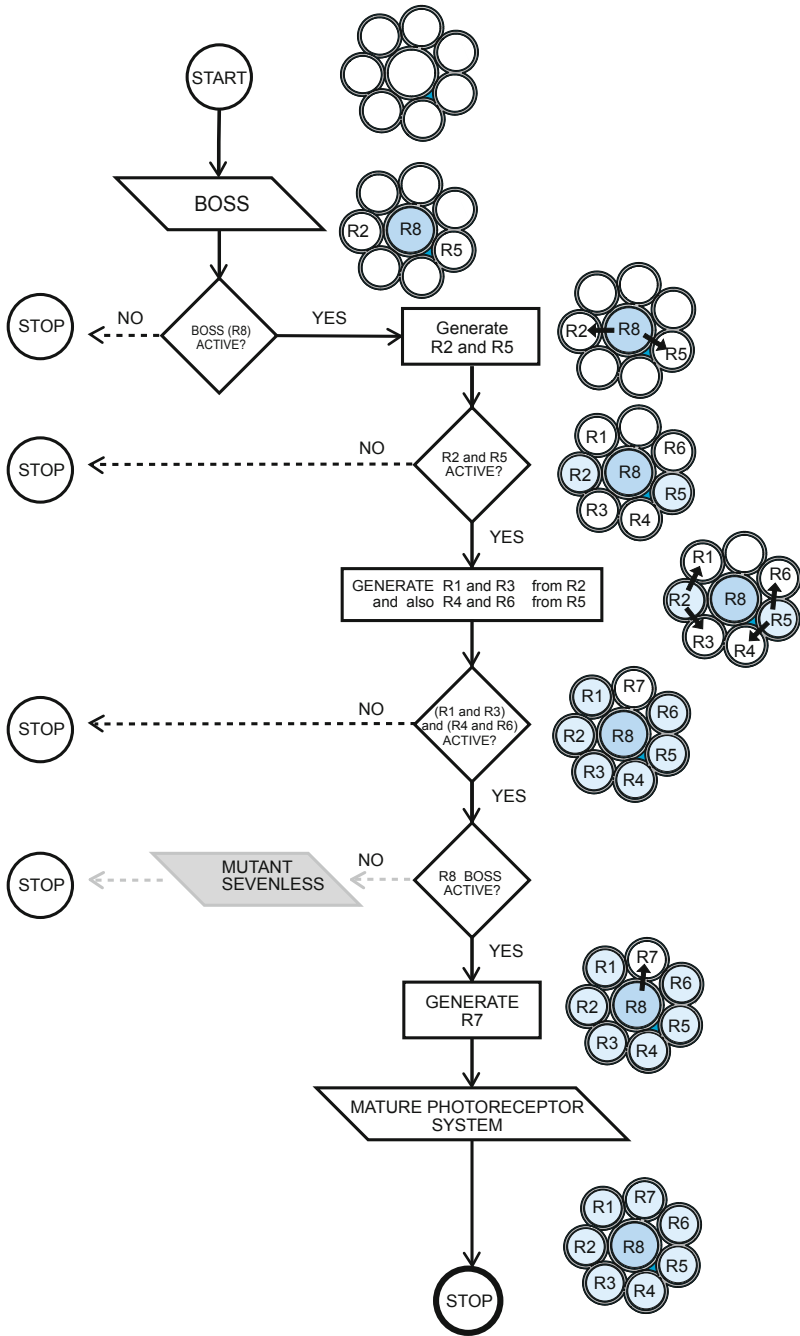 START
BOSS
R2
R8
R5
BOSS (R8)
ACTIVE?
NO
STOP
YES
Generate
R2 and R5
R2
R8
R5
R2 and R5
ACTIVE?
NO
STOP
YES
R1
R6
R2
R8
R5
R3
R4
GENERATE R1 and R3 from R2
and also R4 and R6 from R5
R1
R6
R2
R8
R5
R3
R4
(R1 and R3)
and (R4 and R6)
ACTIVE?
NO
STOP
YES
R7
R1
R6
R2
R8
R5
R3
R4
R8 BOSS
ACTIVE?
NO
MUTANT
SEVENLESS
STOP
YES
GENERATE
R7
R7
R1
R6
R2
R8
R5
R3
R4
MATURE PHOTORECEPTOR
SYSTEM
R7
R1
R6
R2
R8
R5
R3
R4
STOP